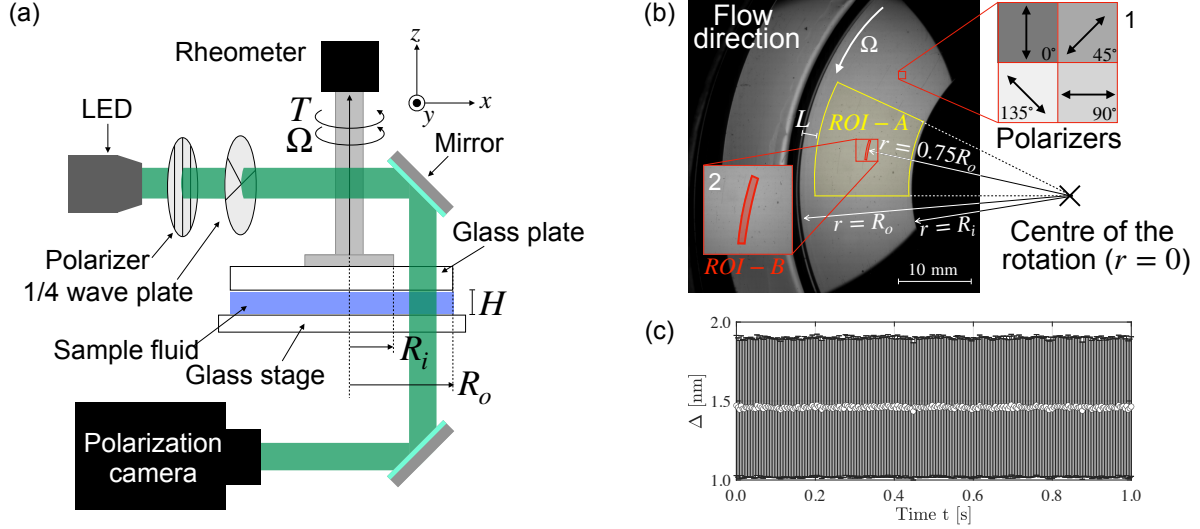 (a)
Rheometer
z
x
y
LED
T
Ω
Mirror
Polarizer
1/4 wave plate
Glass plate
H
Sample fluid
Glass stage
R_i
R_o
Polarization
camera
(b)
Flow
direction
Ω
1
0°
45°
135°
90°
Polarizers
L
ROI – A
r = 0.75R_o
2
ROI – B
r = R_o
r = R_i
Centre of the
rotation (r = 0)
10 mm
(c)
2.0
1.5
1.0
Δ [nm]
0.0 0.2 0.4 0.6 0.8 1.0
Time t [s]